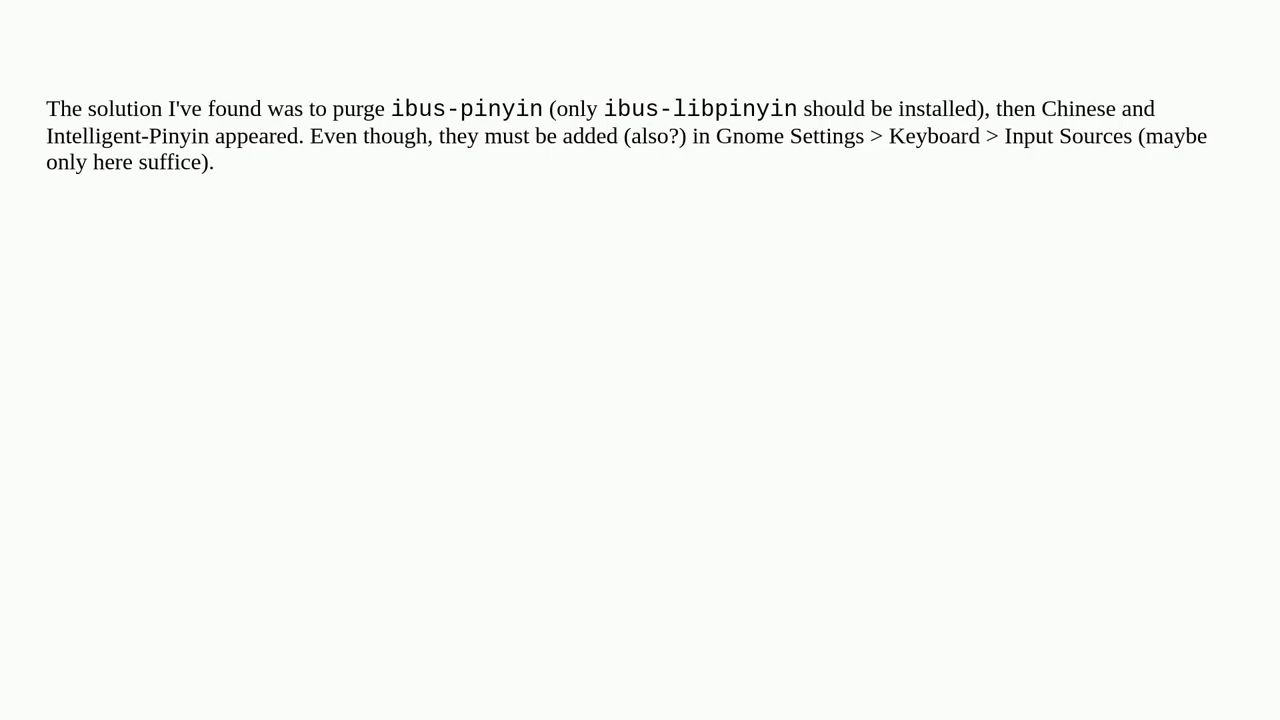 The solution I've found was to purge ibus-pinyin (only ibus-libpinyin should be installed), then Chinese and
Intelligent-Pinyin appeared. Even though, they must be added (also?) in Gnome Settings > Keyboard > Input Sources (maybe
only here suffice).